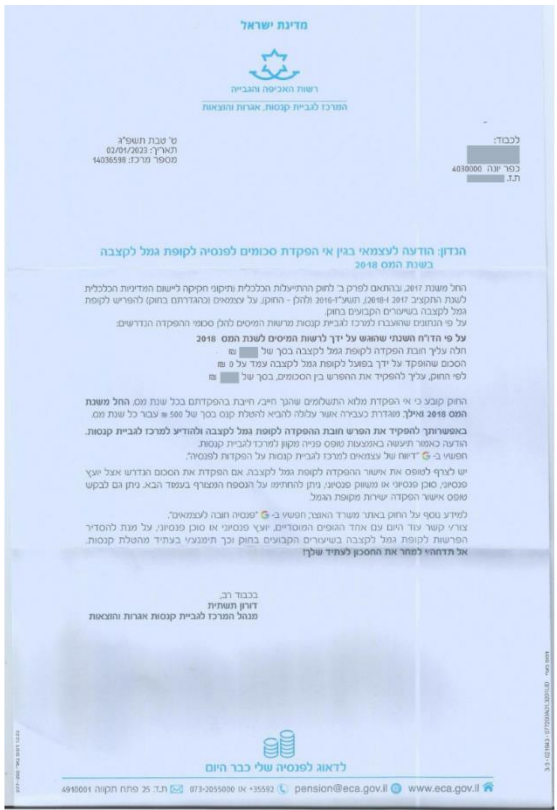 מדינת ישראל
רשות האכיפה והגבייה
המרכז לגביית קנסות, אגרות והוצאות
לכבוד:
כפר יונה 4030000
ת.ז.
ט' טבת תשפ"ג
תאריך: 02/01/2023
מספר מרכז: 14036598
הנדון: הודעה לעצמאי בגין אי הפקדת סכומים לפנסיה לקופת גמל לקצבה
בשנת המס 2018
החל משנת 2017, ובהתאם לפרק ב' לחוק ההתייעלות הכלכלית (תיקוני חקיקה ליישום המדיניות הכלכלית
לשנת התקציב 2017 ו-2018), תשע"ז-2016 (להלן - החוק), על עצמאים (כהגדרתם בחוק) להפריש לקופת
גמל לקצבה בשיעורים הקבועים בחוק.
על פי הנתונים שהועברו למרכז לגביית קנסות מרשות המיסים להלן סכומי ההפקדה הנדרשים:
על פי הדו"ח השנתי שהוגש על ידך לרשות המיסים לשנת המס 2018
חלה עליך חובת הפקדה לקופת גמל לקצבה בסך של ₪
הסכום שהופקד על ידך בפועל לקופת גמל לקצבה עמד על 0 ₪
לפי החוק, עליך להפקיד את ההפרש בין הסכומים, בסך של ₪
החוק קובע כי אי הפקדת מלוא התשלומים שהנך חייב/ חייבת בהפקדתם בכל שנת מס, החל משנת
המס 2018 ואילך, מוגדרת כעבירה אשר עלולה להביא להטלת קנס בסך של 500 ₪ עבור כל שנת מס.
באפשרותך להפקיד את הפרש חובת ההפקדה לקופת גמל לקצבה ולהודיע למרכז לגביית קנסות.
הודעה כאמור תיעשה באמצעות טופס פנייה מקוון למרכז לגביית קנסות.
חפש/י ב- G "דיווח של עצמאים למרכז לגביית קנסות על הפקדות לפנסיה".
יש לצרף לטופס את אישור ההפקדה לקופת גמל לקצבה. אם הפקדת את הסכום הנדרש אצל יועץ
פנסיוני, סוכן פנסיוני או משווק פנסיוני, ניתן להחתימו על הנספח המצורף בעמוד הבא. ניתן גם לבקש
טופס אישור הפקדה ישירות מקופת הגמל.
למידע נוסף על החוק באתר משרד האוצר, חפש/י ב- G "פנסיה חובה לעצמאים".
צור/י קשר עוד היום עם אחד הגופים המוסדיים, יועץ פנסיוני או סוכן פנסיוני, על מנת להסדיר
הפרשות לקופת גמל לקצבה בשיעורים הקבועים בחוק וכך תימנע/י בעתיד מהטלת קנסות.
אל תדחה/י למחר את החסכון לעתיד שלך!
בכבוד רב,
דורון תשתית
מנהל המרכז לגביית קנסות אגרות והוצאות
לדאוג לפנסיה שלי כבר היום
www.eca.gov.il pension@eca.gov.il 073-2055000 או *35592 ת.ד. 25 פתח תקווה 4910001